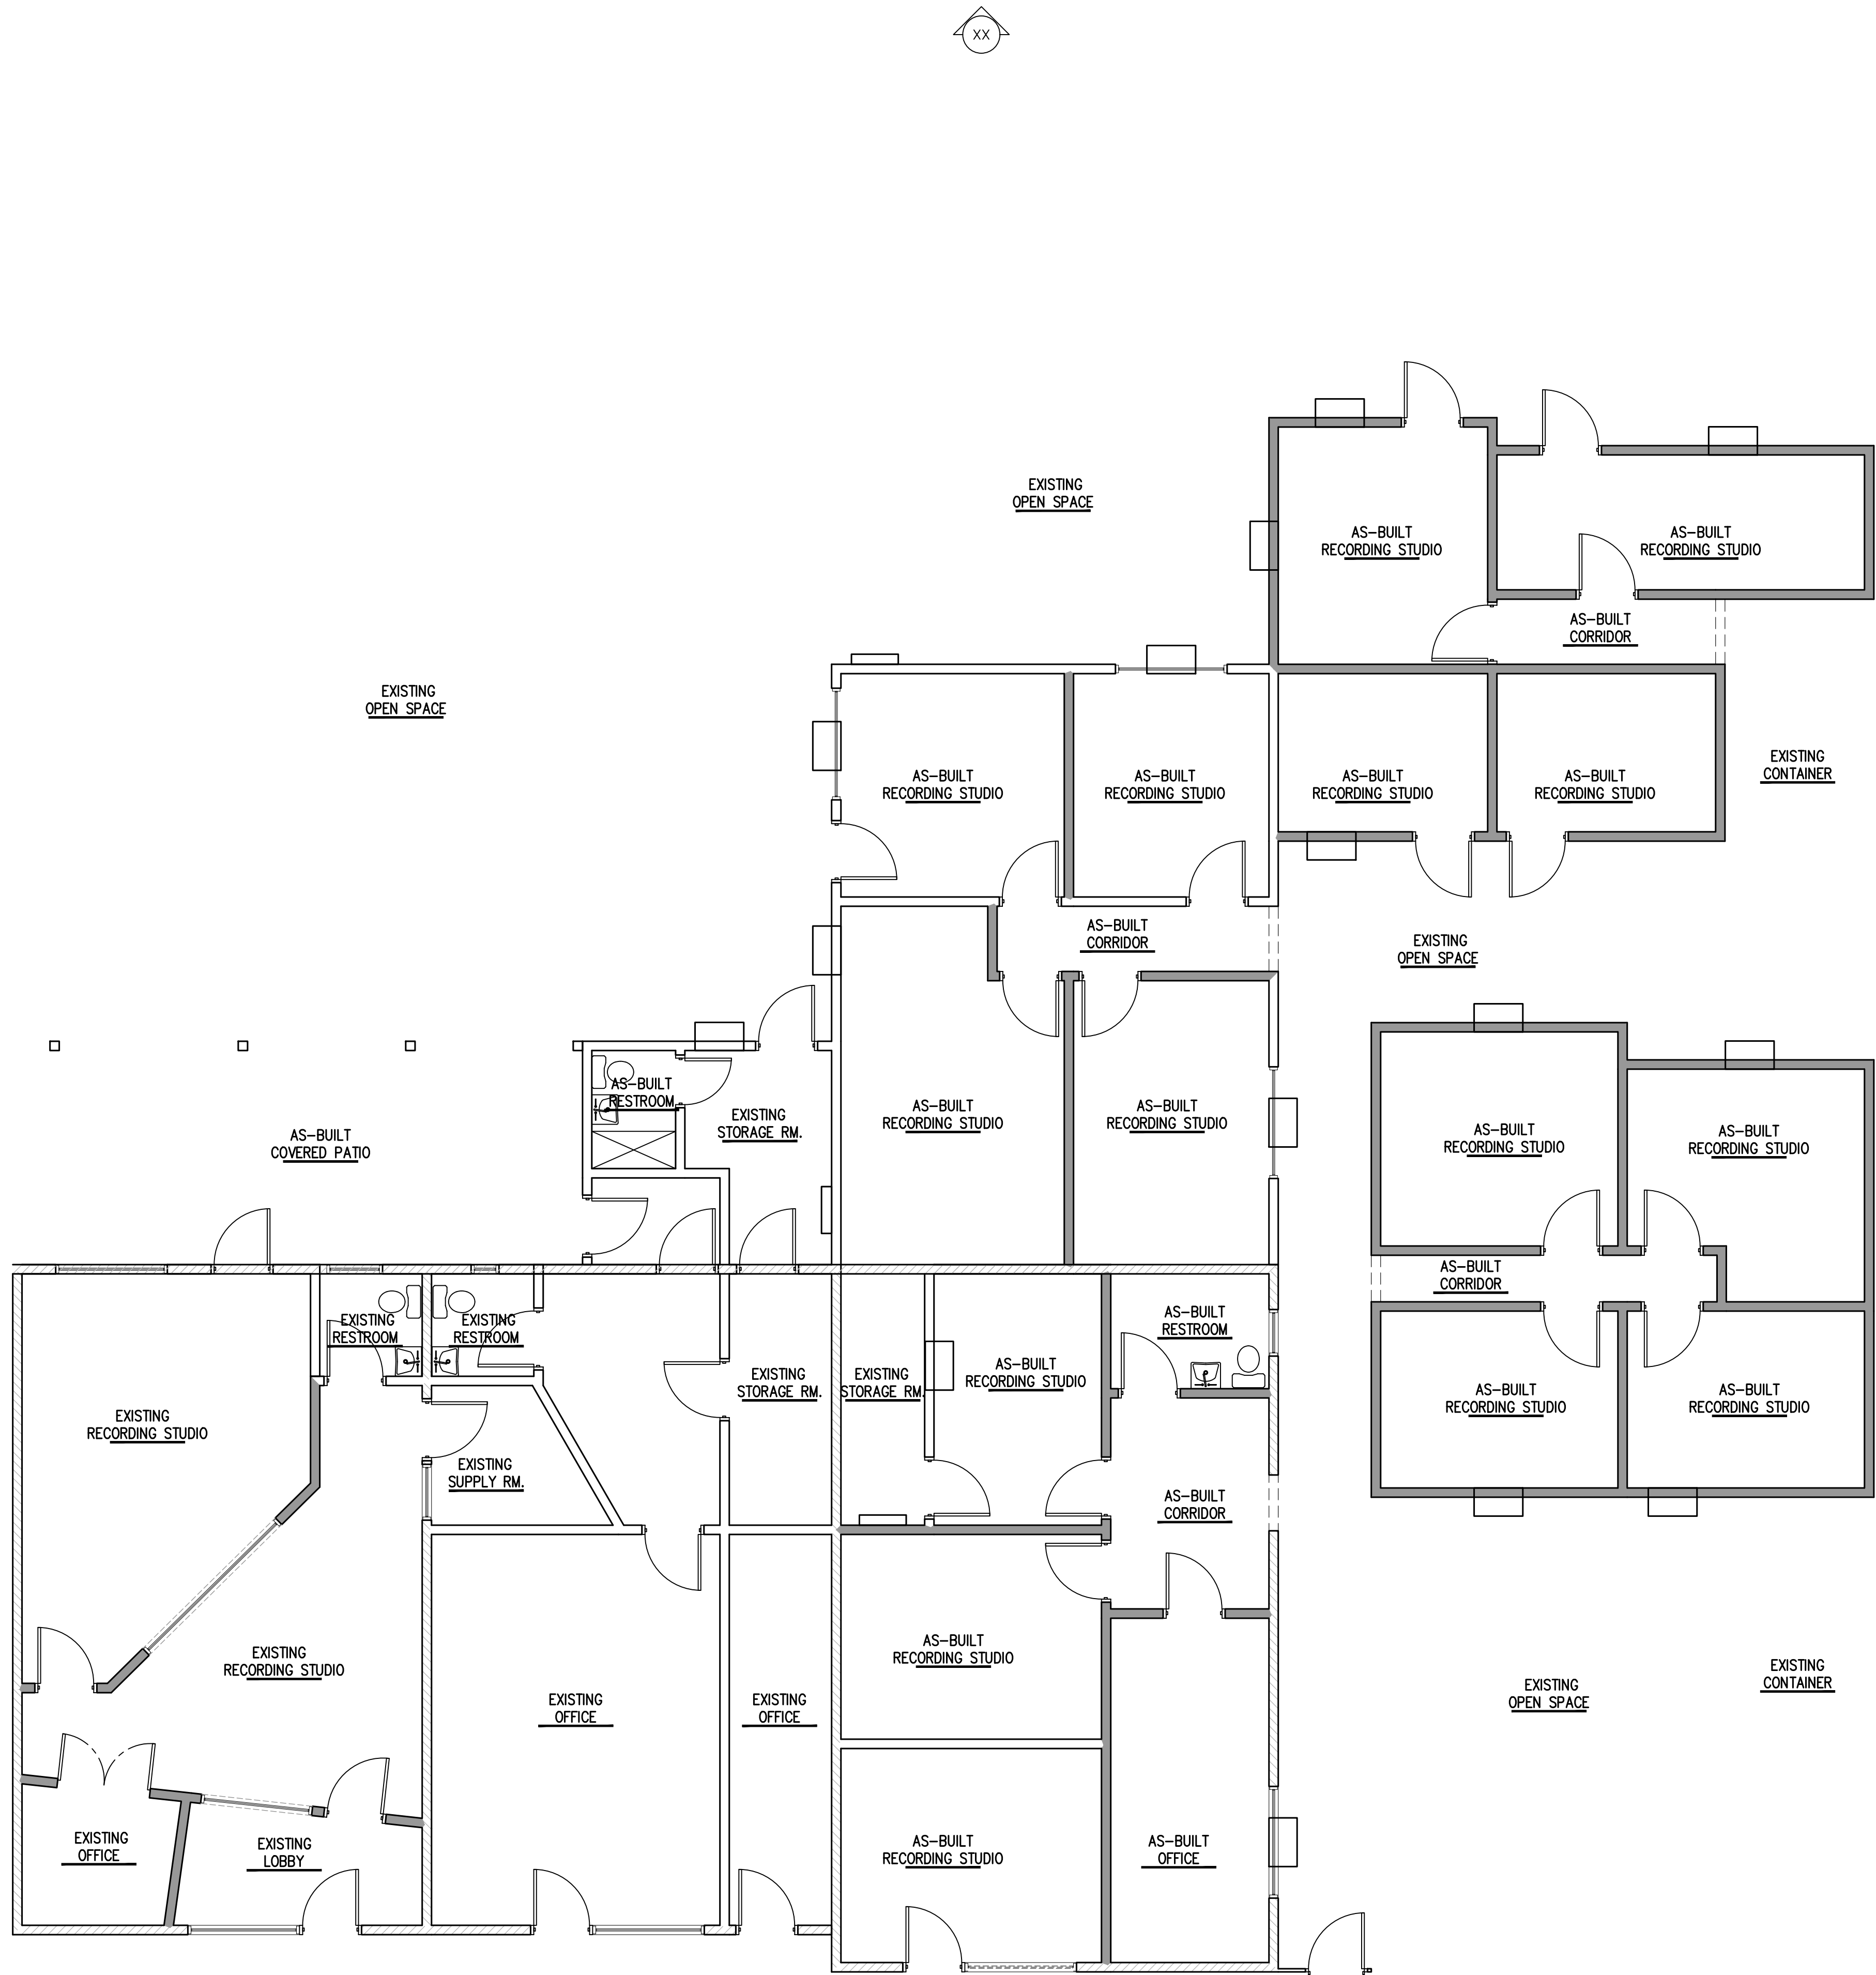 XX
EXISTING
OPEN SPACE
AS-BUILT
RECORDING STUDIO
AS-BUILT
RECORDING STUDIO
AS-BUILT
CORRIDOR
EXISTING
OPEN SPACE
AS-BUILT
RECORDING STUDIO
AS-BUILT
RECORDING STUDIO
AS-BUILT
RECORDING STUDIO
AS-BUILT
RECORDING STUDIO
EXISTING
CONTAINER
AS-BUILT
CORRIDOR
EXISTING
OPEN SPACE
AS-BUILT
RESTROOM
EXISTING
STORAGE RM.
AS-BUILT
RECORDING STUDIO
AS-BUILT
RECORDING STUDIO
AS-BUILT
COVERED PATIO
AS-BUILT
RECORDING STUDIO
AS-BUILT
RECORDING STUDIO
AS-BUILT
CORRIDOR
EXISTING
RESTROOM
EXISTING
RESTROOM
AS-BUILT
RESTROOM
EXISTING
STORAGE RM.
EXISTING
STORAGE RM.
AS-BUILT
RECORDING STUDIO
AS-BUILT
RECORDING STUDIO
AS-BUILT
RECORDING STUDIO
EXISTING
RECORDING STUDIO
EXISTING
SUPPLY RM.
AS-BUILT
CORRIDOR
EXISTING
RECORDING STUDIO
AS-BUILT
RECORDING STUDIO
EXISTING
OFFICE
EXISTING
OFFICE
EXISTING
OPEN SPACE
EXISTING
CONTAINER
EXISTING
OFFICE
EXISTING
LOBBY
AS-BUILT
RECORDING STUDIO
AS-BUILT
OFFICE